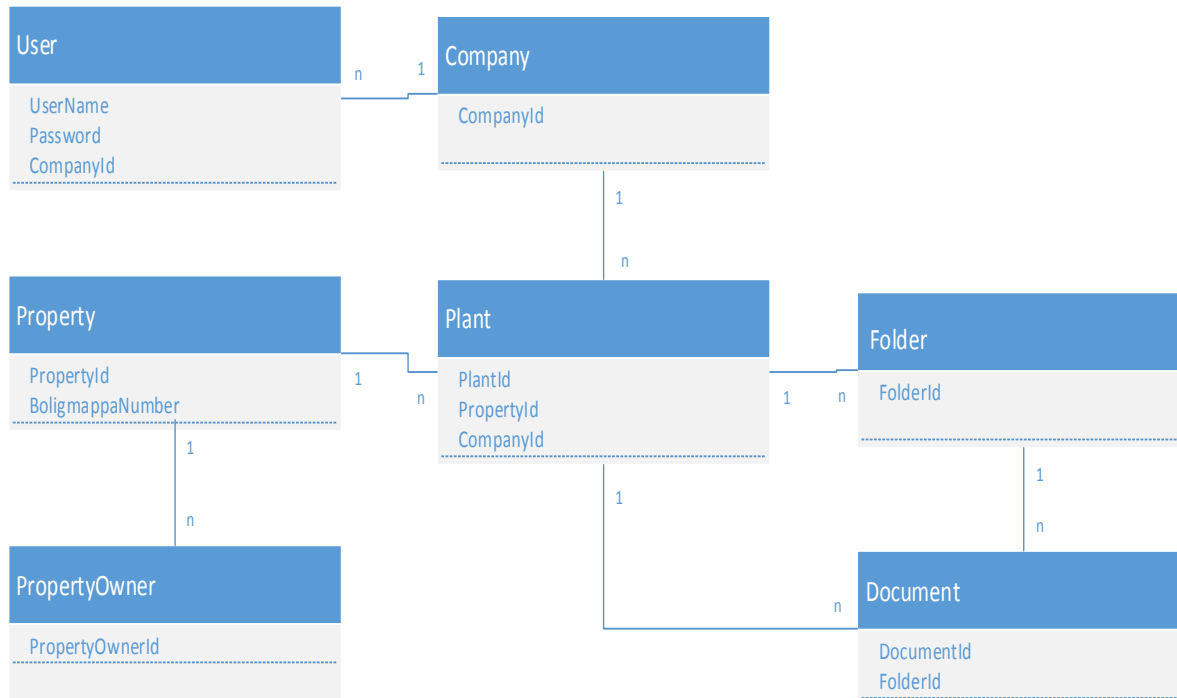 User
UserName
Password
CompanyId
n
1
Company
CompanyId
1
n
Property
PropertyId
BoligmappaNumber
1
n
Plant
PlantId
PropertyId
CompanyId
1
n
Folder
FolderId
1
n
PropertyOwner
PropertyOwnerId
1
n
1
n
Document
DocumentId
FolderId